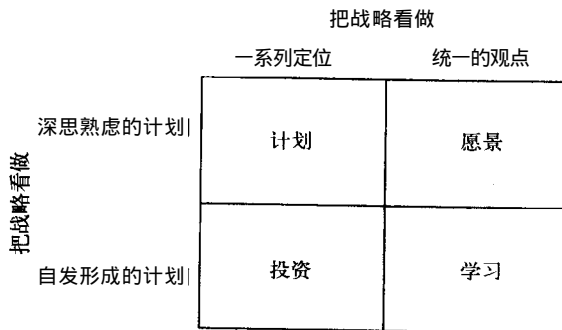 把战略看做
一系列定位 统一的观点
深思熟虑的计划
计划 愿景
把战略看做
自发形成的计划
投资 学习